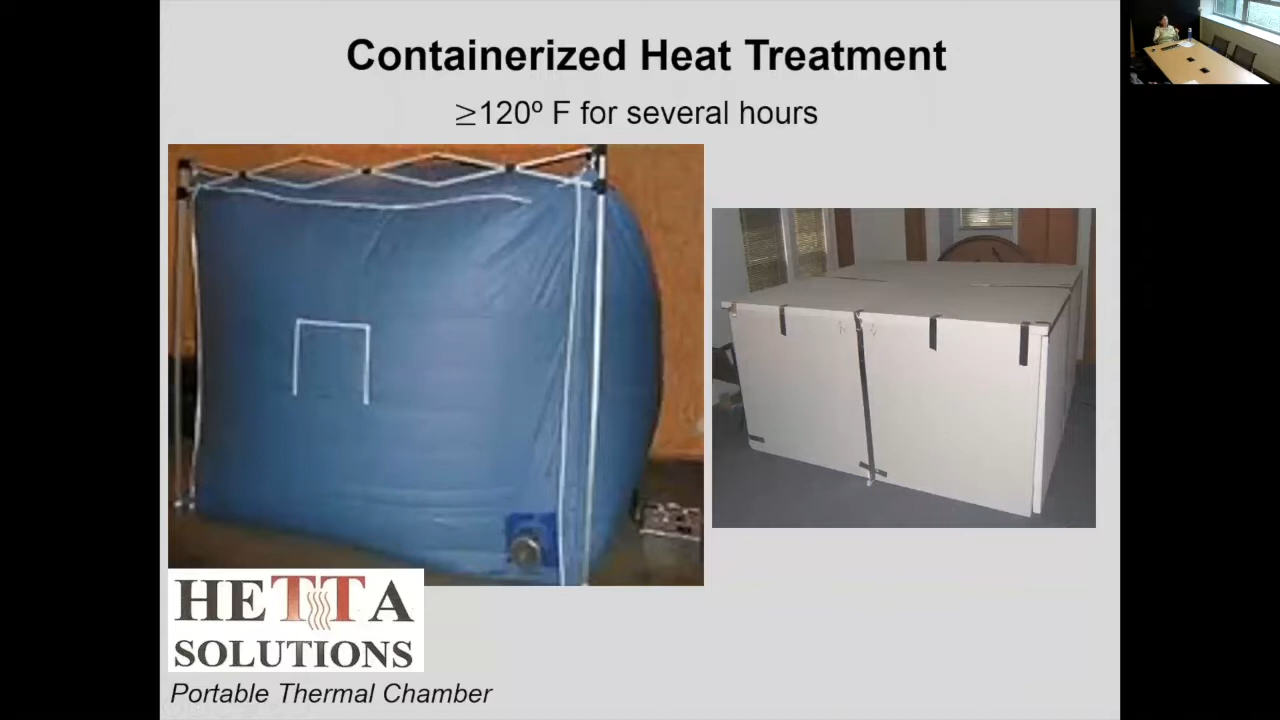 Containerized Heat Treatment
≥120º F for several hours
HETTA
SOLUTIONS
Portable Thermal Chamber